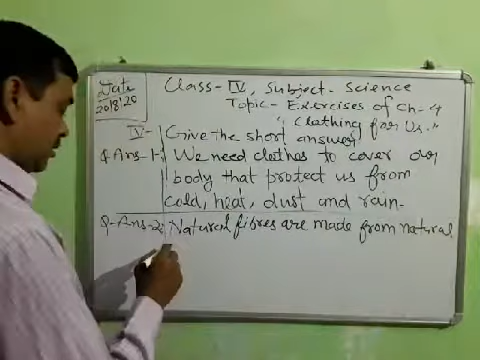 Date
20/8/20
Class-IV, Subject-Science
Topic-Exercises of Ch-4
"Clothing for Us."
IV- Give the short answer
Q Ans-1- We need clothes to cover our
body that protect us from
cold, heat, dust and rain.
Q-Ans-2- Natural fibres are made from natural